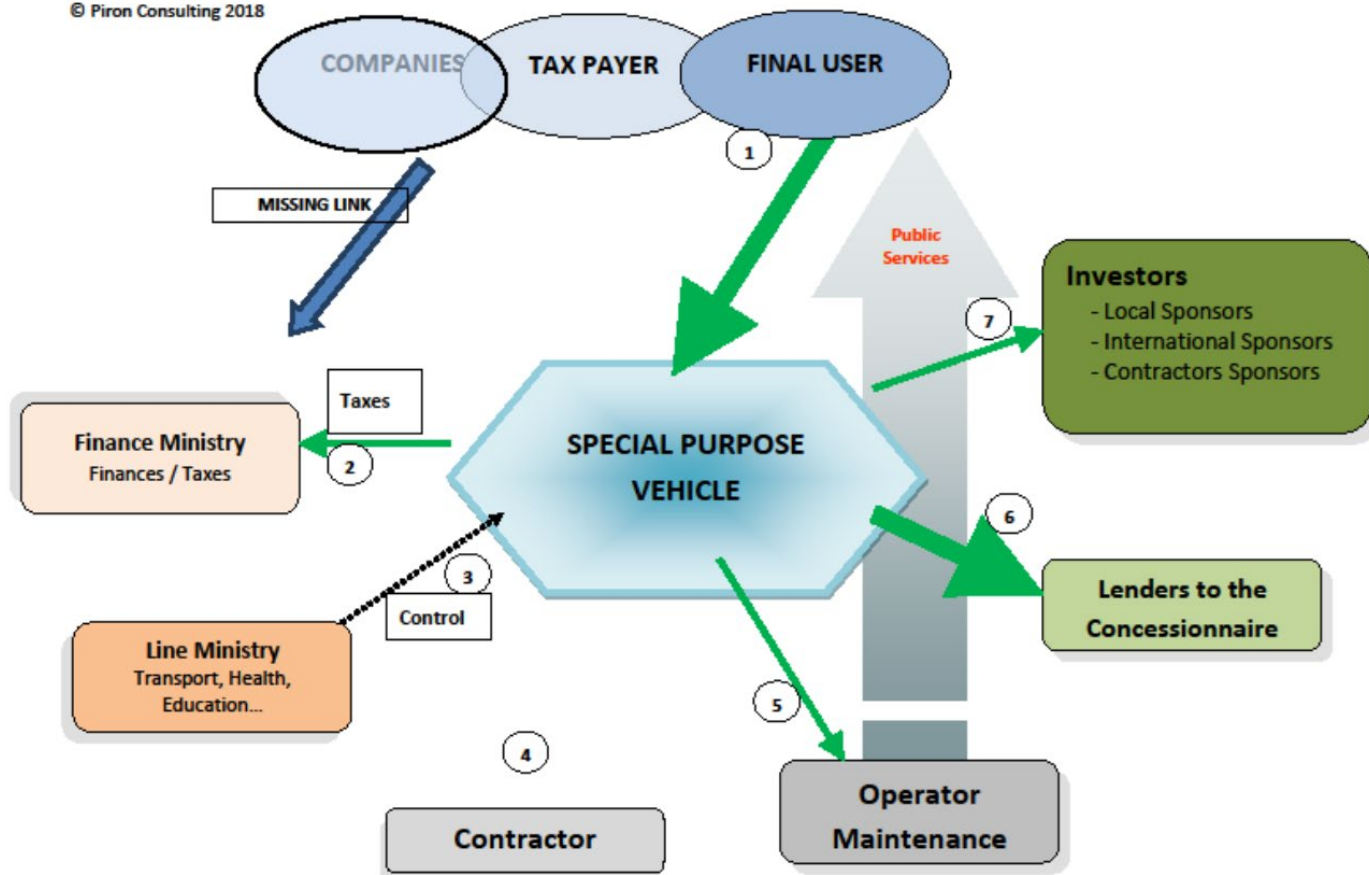 © Piron Consulting 2018
COMPANIES
TAX PAYER
FINAL USER
1
MISSING LINK
Public
Services
Investors
- Local Sponsors
- International Sponsors
- Contractors Sponsors
7
Taxes
2
Finance Ministry
Finances / Taxes
SPECIAL PURPOSE
VEHICLE
6
3
Control
Lenders to the
Concessionnaire
Line Ministry
Transport, Health,
Education...
5
4
Operator
Maintenance
Contractor